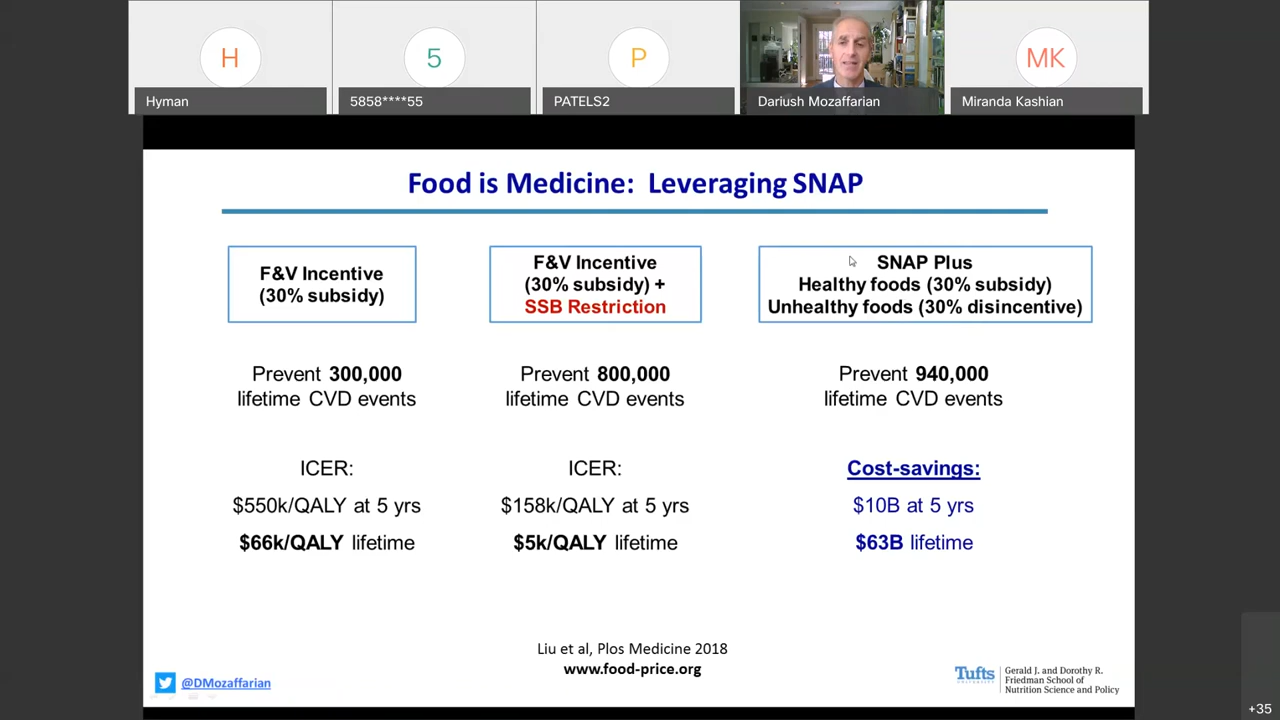 H
5
P
MK
Hyman
5858****55
PATELS2
Dariush Mozaffarian
Miranda Kashian
Food is Medicine: Leveraging SNAP
F&V Incentive
(30% subsidy)
F&V Incentive
(30% subsidy) +
SSB Restriction
SNAP Plus
Healthy foods (30% subsidy)
Unhealthy foods (30% disincentive)
Prevent 300,000
lifetime CVD events
Prevent 800,000
lifetime CVD events
Prevent 940,000
lifetime CVD events
ICER:
$550k/QALY at 5 yrs
$66k/QALY lifetime
ICER:
$158k/QALY at 5 yrs
$5k/QALY lifetime
Cost-savings:
$10B at 5 yrs
$63B lifetime
Liu et al, Plos Medicine 2018
www.food-price.org
@DMozaffarian
Tufts
UNIVERSITY
Gerald J. and Dorothy R.
Friedman School of
Nutrition Science and Policy
+35